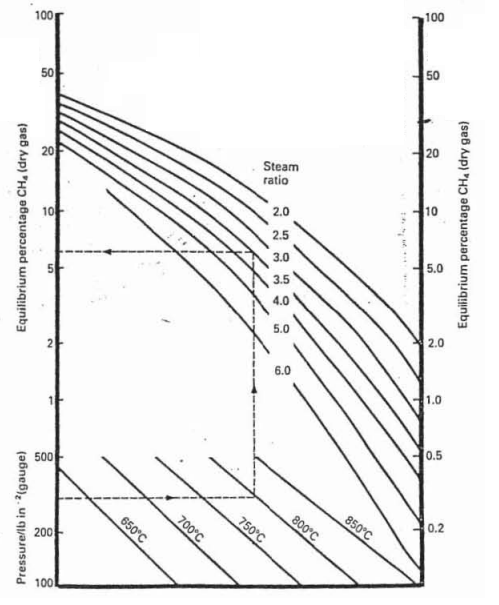 100
50
20
10
5
2
1
500
200
100
Equilibrium percentage CH₄ (dry gas)
Pressure/lb in⁻² (gauge)
Steam
ratio
2.0
2.5
3.0
3.5
4.0
5.0
6.0
650°C
700°C
750°C
800°C
850°C
100
50
20
10
5.0
2.0
1.0
0.5
0.2
Equilibrium percentage CH₄ (dry gas)